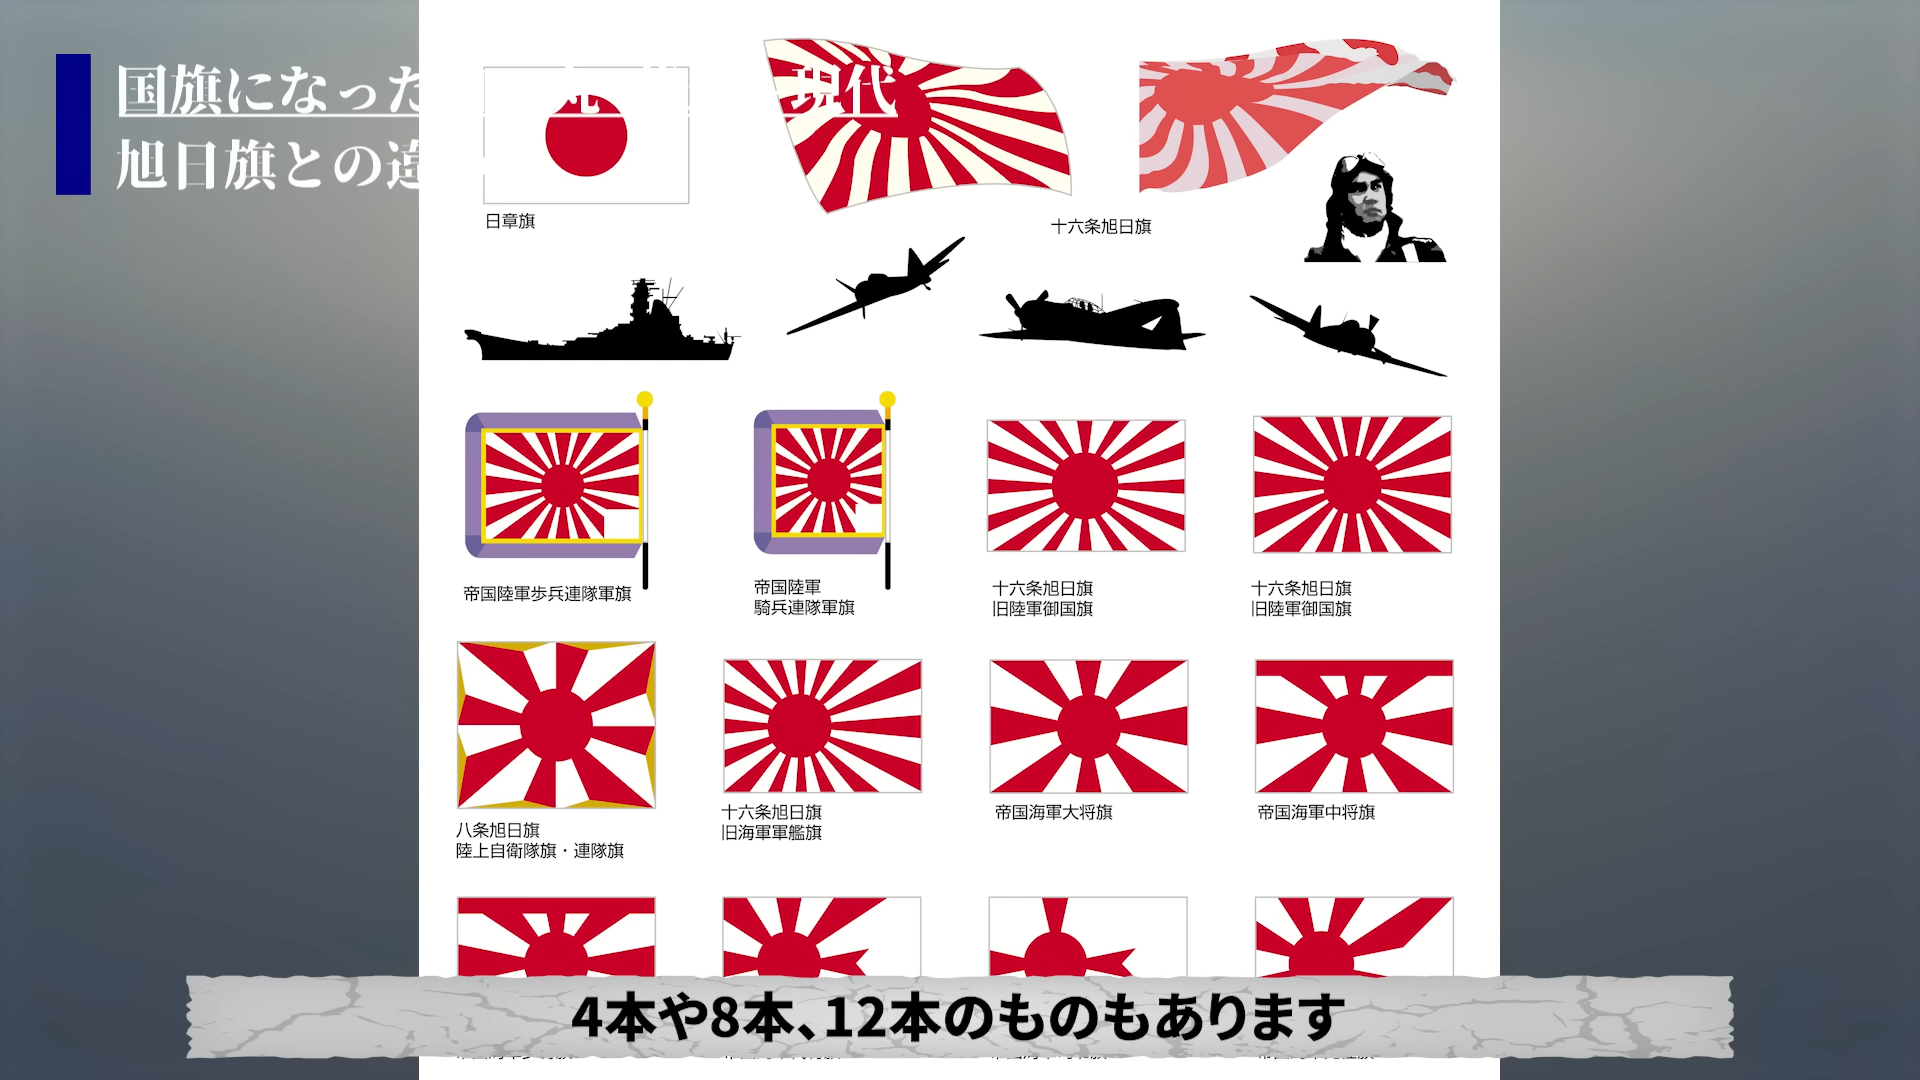 国旗になった
現代
旭日旗との違
日章旗
十六条旭日旗
帝国陸軍歩兵連隊軍旗
帝国陸軍
騎兵連隊軍旗
十六条旭日旗
旧陸軍御国旗
十六条旭日旗
旧陸軍御国旗
八条旭日旗
陸上自衛隊旗・連隊旗
十六条旭日旗
旧海軍軍艦旗
帝国海軍大将旗
帝国海軍中将旗
4本や8本、12本のものもあります